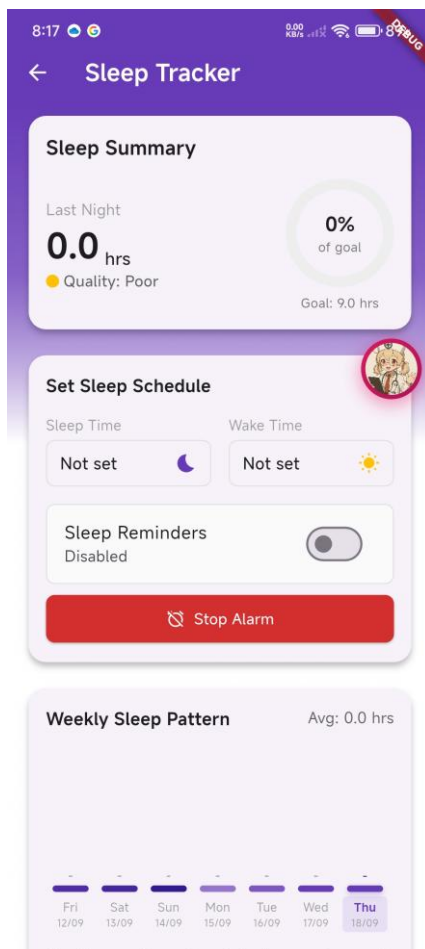 8:17
0.00
KB/s
DEBUG
Sleep Tracker
Sleep Summary
Last Night
0.0 hrs
Quality: Poor
0%
of goal
Goal: 9.0 hrs
Set Sleep Schedule
Sleep Time
Wake Time
Not set
Not set
Sleep Reminders
Disabled
Stop Alarm
Weekly Sleep Pattern
Avg: 0.0 hrs
- - - - - - -
Fri Sat Sun Mon Tue Wed Thu
12/09 13/09 14/09 15/09 16/09 17/09 18/09